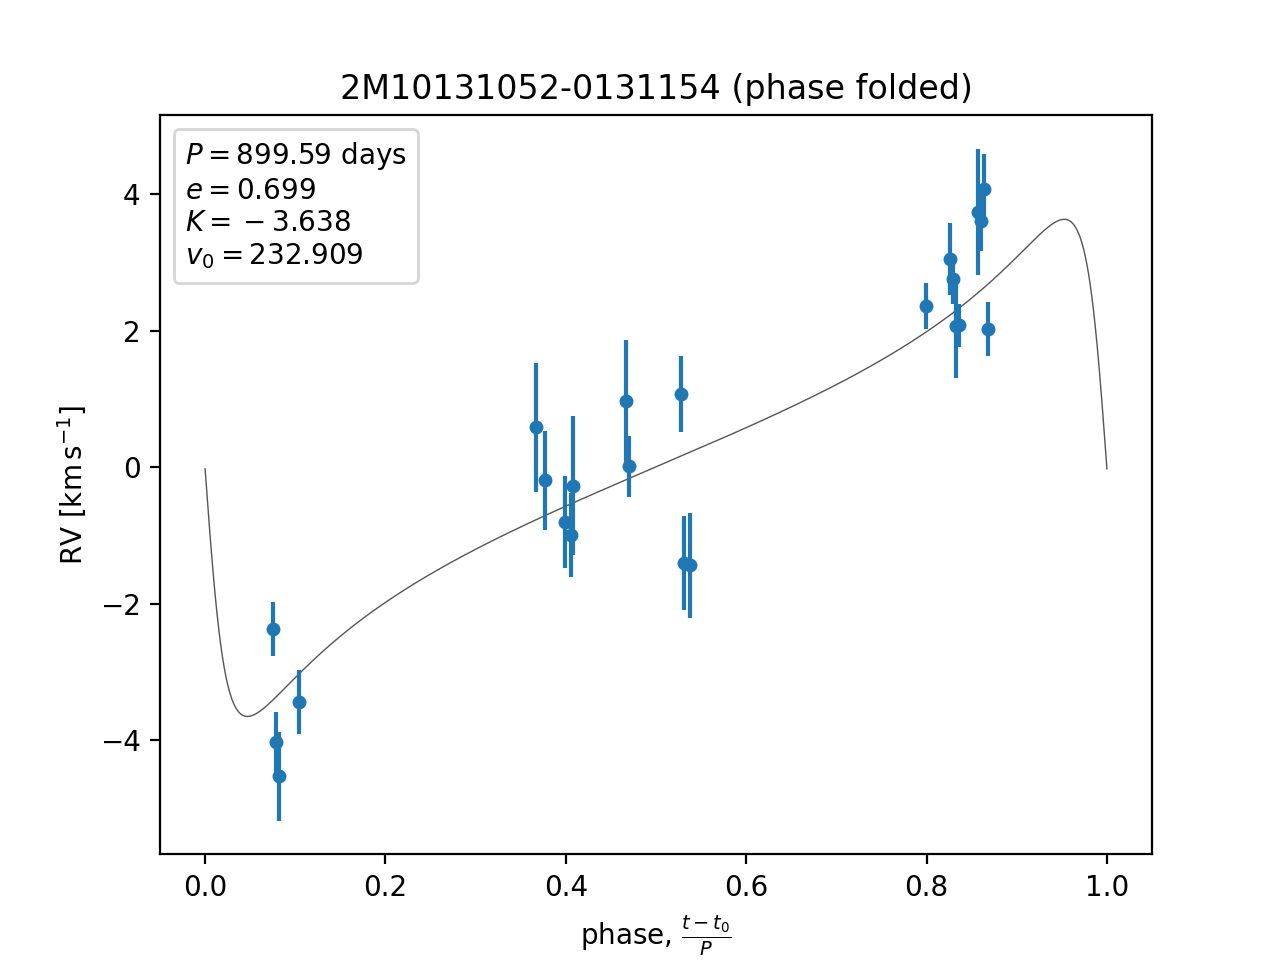 2M10131052-0131154 (phase folded)
P = 899.59 days
e = 0.699
K = −3.638
v₀ = 232.909
4
2
0
−2
−4
RV [km s⁻¹]
0.0 0.2 0.4 0.6 0.8 1.0
phase, (t − t₀)/P